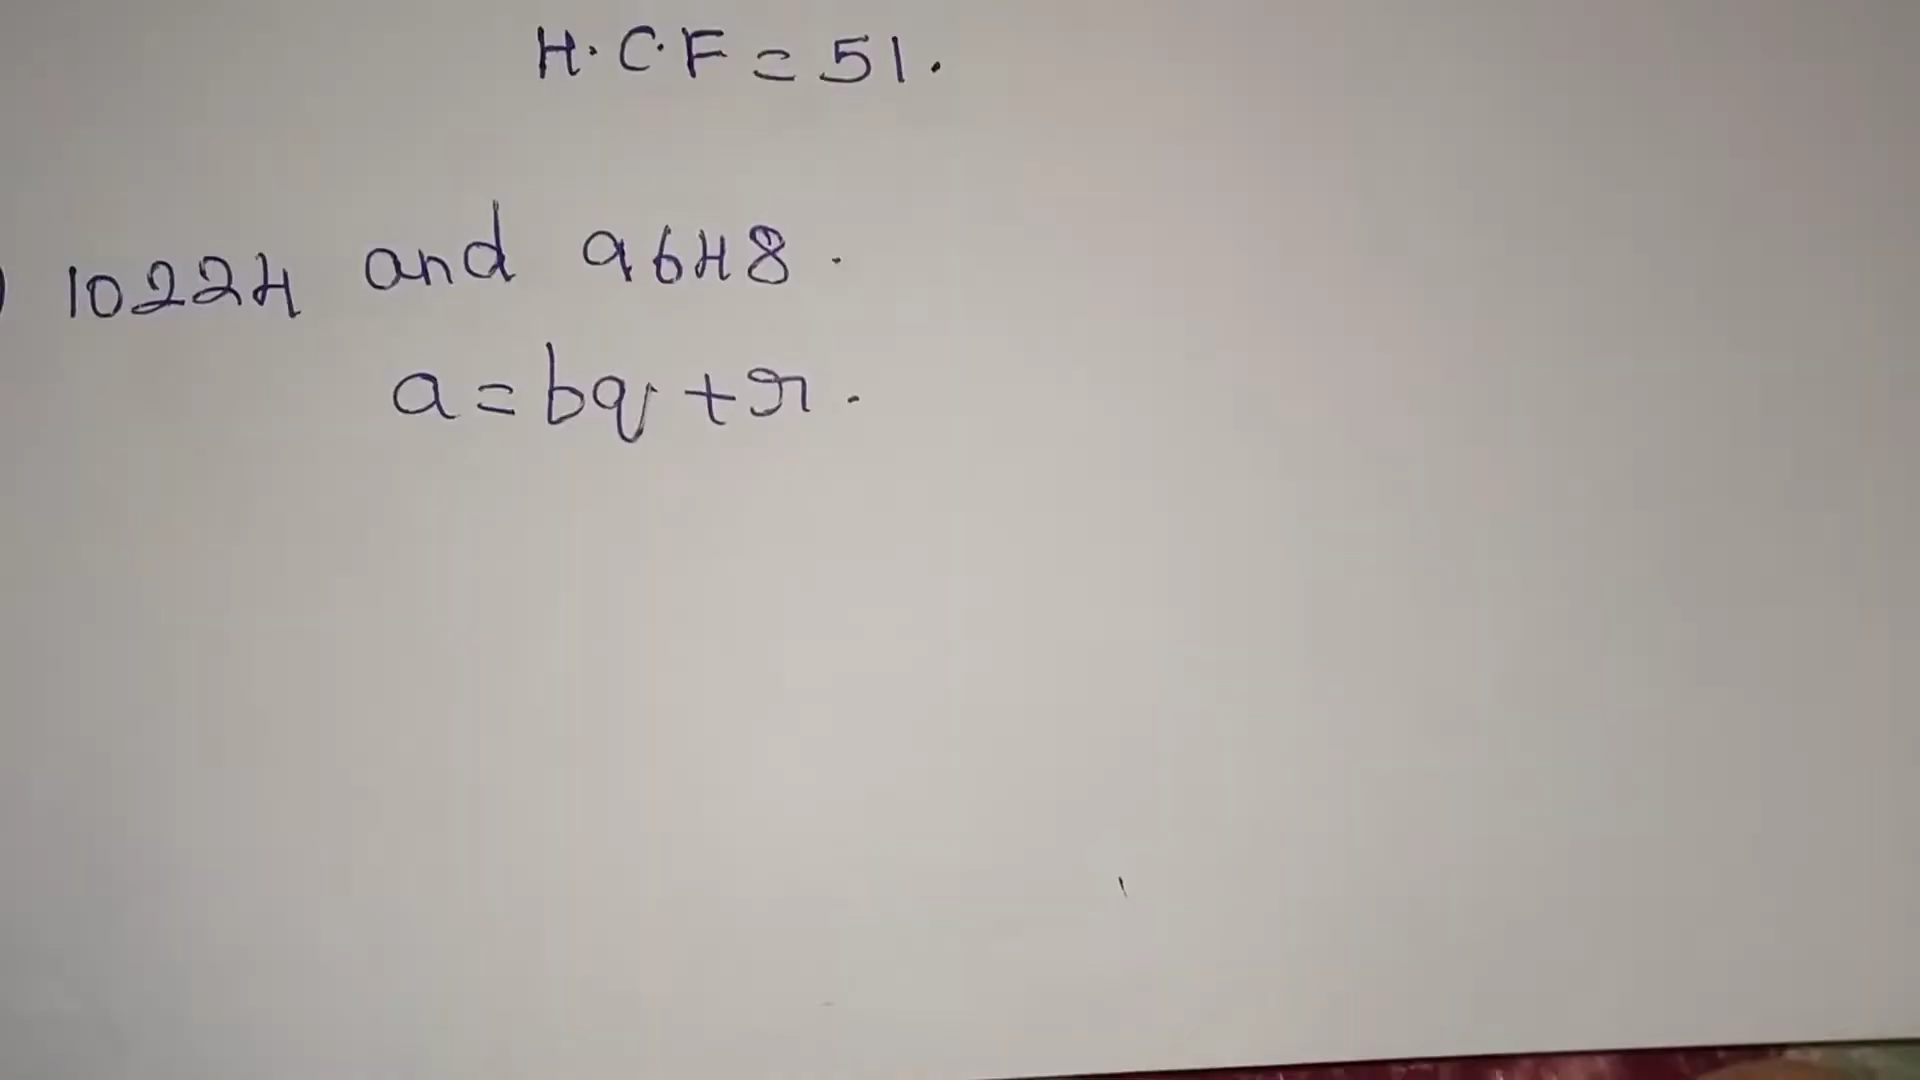 H.C.F = 51.
) 10224 and 9648.
a = bq + r.